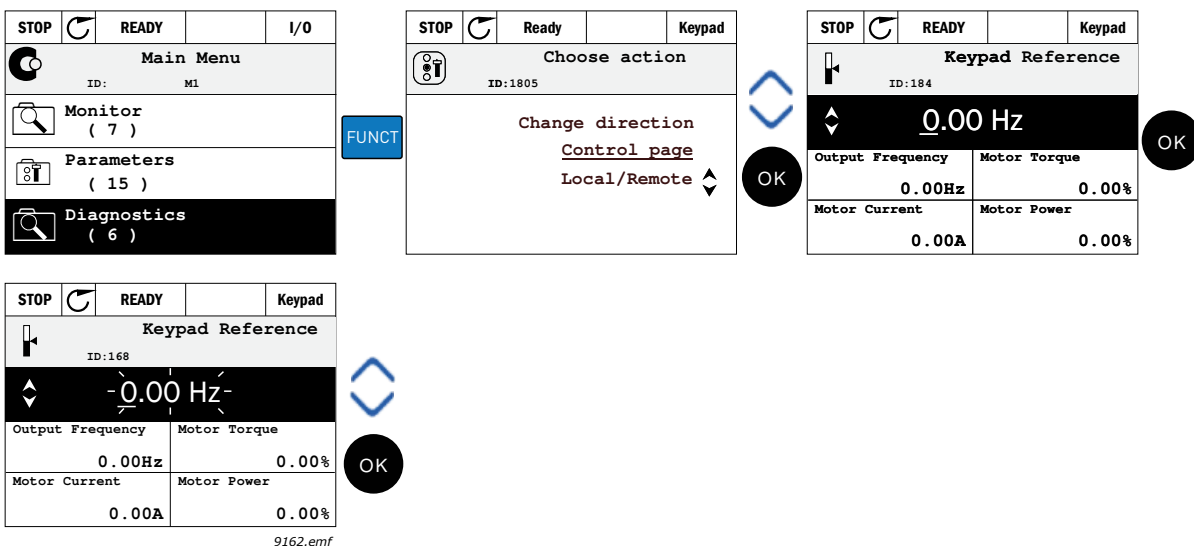 STOP READY I/O
Main Menu
ID: M1
Monitor
( 7 )
Parameters
( 15 )
Diagnostics
( 6 )
FUNCT
STOP Ready Keypad
Choose action
ID:1805
Change direction
Control page
Local/Remote
OK
STOP READY Keypad
Keypad Reference
ID:184
0.00 Hz
Output Frequency Motor Torque
0.00Hz 0.00%
Motor Current Motor Power
0.00A 0.00%
OK
STOP READY Keypad
Keypad Reference
ID:168
0.00 Hz
Output Frequency Motor Torque
0.00Hz 0.00%
Motor Current Motor Power
0.00A 0.00%
OK
9162.emf